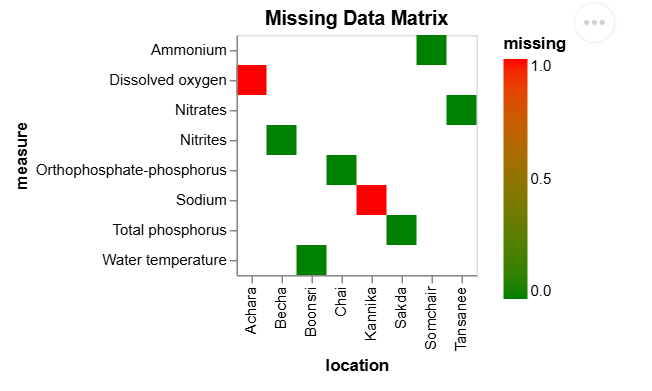 Missing Data Matrix
missing
measure
Ammonium
Dissolved oxygen
Nitrates
Nitrites
Orthophosphate-phosphorus
Sodium
Total phosphorus
Water temperature
1.0
0.5
0.0
Achara
Becha
Boonsri
Chai
Kannika
Sakda
Somchair
Tansanee
location